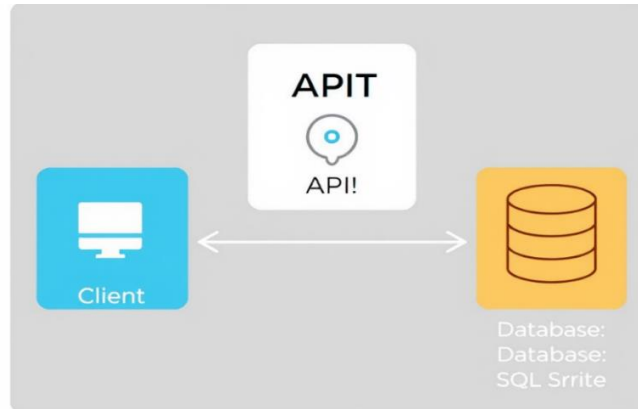 APIT
API!
Client
Database:
Database:
SQL Srrite